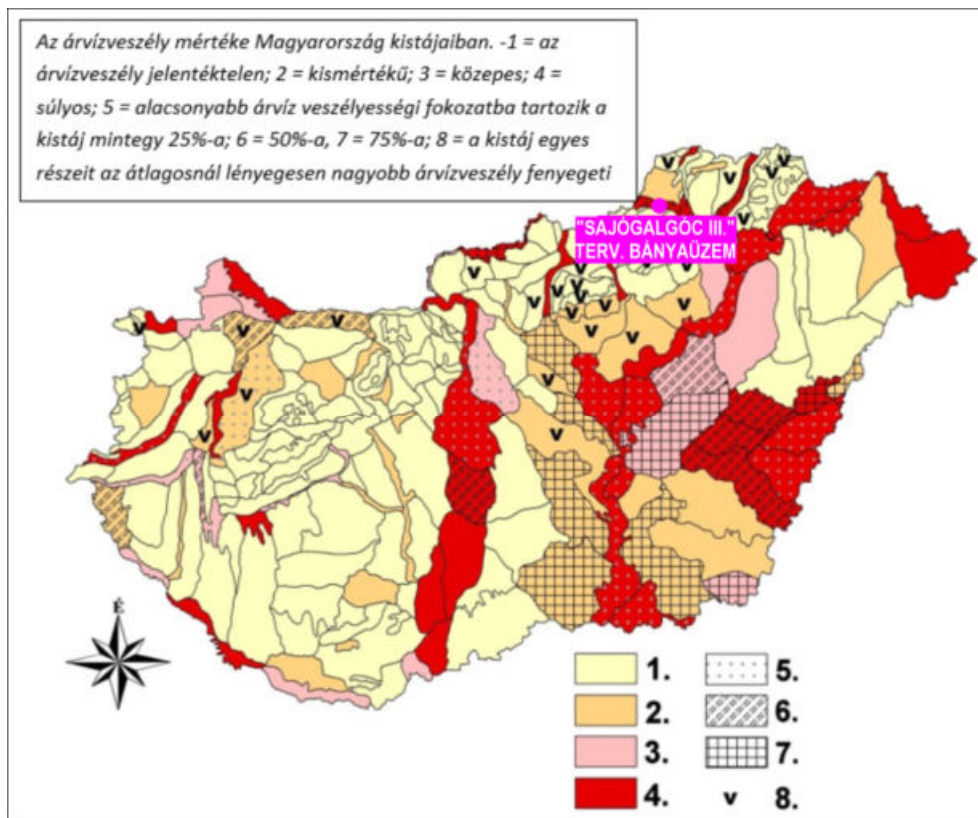 Az árvízveszély mértéke Magyarország kistájaiban. -1 = az
árvízveszély jelentéktelen; 2 = kismértékű; 3 = közepes; 4 =
súlyos; 5 = alacsonyabb árvíz veszélyességi fokozatba tartozik a
kistáj mintegy 25%-a; 6 = 50%-a, 7 = 75%-a; 8 = a kistáj egyes
részeit az átlagosnál lényegesen nagyobb árvízveszély fenyegeti
"SAJÓGALGÓC III."
TERV. BÁNYAÜZEM
É
1. 5.
2. 6.
3. 7.
4. v 8.